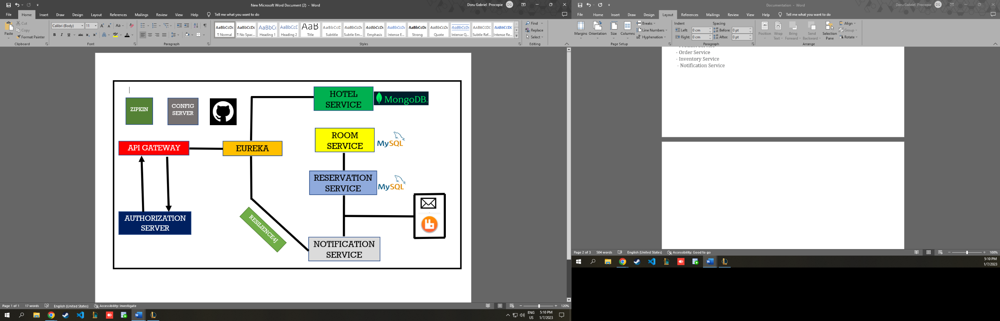 New Microsoft Word Document (2) - Word
Doru Gabriel Procopie DG
File Home Insert Draw Design Layout References Mailings Review View Help Tell me what you want to do
Paste
Cut
Copy
Format Painter
Clipboard
Calibri (Body) 11
Font
Paragraph
AaBbCcDc AaBbCcDc AaBbCc AaBbCcD AaB AaBbCcD AaBbCcDc AaBbCcDc AaBbCcDc AaBbCcDc AaBbCcDc AaBbCcDc AABBCCDC AABBCCDC
¶ Normal ¶ No Spac... Heading 1 Heading 2 Title Subtitle Subtle Em... Emphasis Intense E... Strong Quote Intense Q... Subtle Ref... Intense Re...
Styles
Find
Replace
Select
Editing
ZIPKIN
CONFIG
SERVER
HOTEL
SERVICE
MongoDB.
API GATEWAY
EUREKA
ROOM
SERVICE
MySQL
RESERVATION
SERVICE
MySQL
AUTHORIZATION
SERVER
RESILIENCE4J
NOTIFICATION
SERVICE
Page 1 of 1 17 words English (United States) Accessibility: Investigate 120%
ENG
US
5:10 PM
1/7/2023
Documentation - Word
Doru Gabriel Procopie DG
File Home Insert Draw Design Layout References Mailings Review View Help Tell me what you want to do
Margins Orientation Size Columns
Breaks
Line Numbers
Hyphenation
Page Setup
Indent Spacing
Left: 0 cm Before: 0 pt
Right: 0 cm After: 0 pt
Paragraph
Position Wrap Text Bring Forward Send Backward Selection Pane
Align
Group
Rotate
Arrange
- Product Service
- Order Service
- Inventory Service
- Notification Service
Page 2 of 3 504 words English (United States) Accessibility: Good to go 100%
5:10 PM
1/7/2023